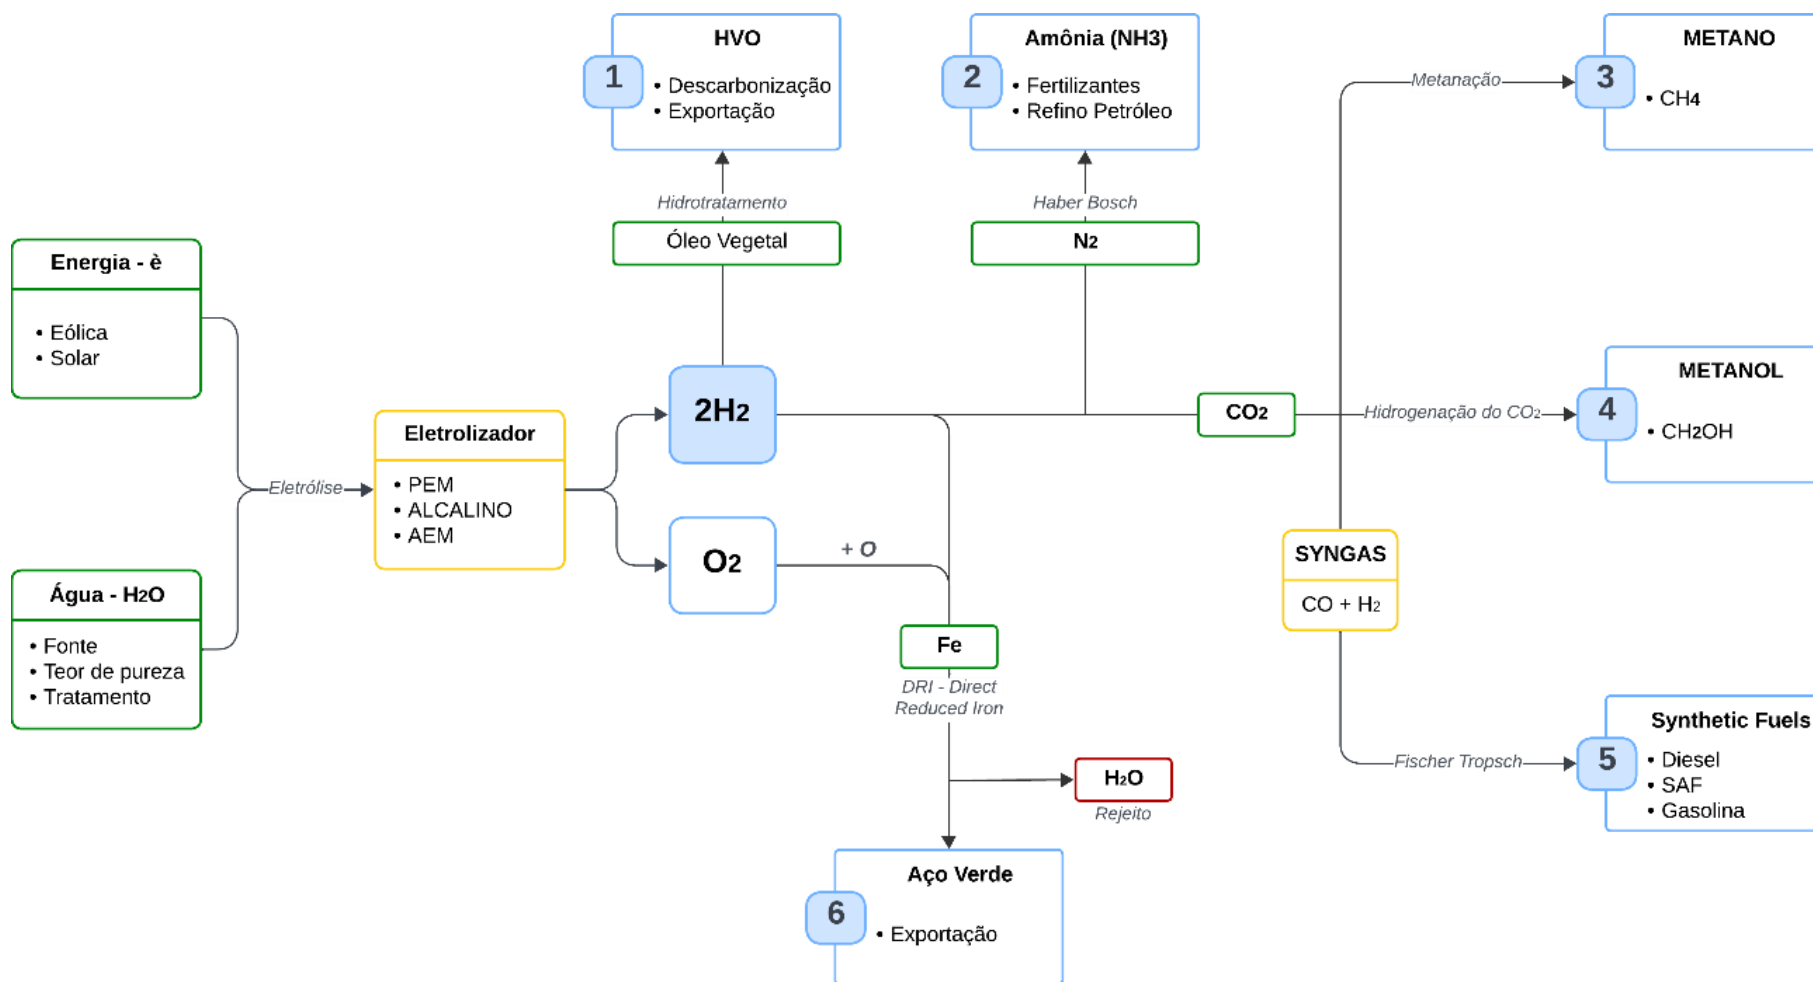 HVO
1
• Descarbonização
• Exportação
Amônia (NH3)
2
• Fertilizantes
• Refino Petróleo
METANO
3
• CH4
Metanação
Hidrotratamento
Haber Bosch
Óleo Vegetal
N2
Energia - è
• Eólica
• Solar
2H2
CO2
Hidrogenação do CO2
METANOL
4
• CH2OH
Eletrolizador
• PEM
• ALCALINO
• AEM
Eletrólise
O2
+ O
SYNGAS
CO + H2
Água - H2O
• Fonte
• Teor de pureza
• Tratamento
Fe
DRI - Direct
Reduced Iron
H2O
Rejeito
Fischer Tropsch
Synthetic Fuels
5
• Diesel
• SAF
• Gasolina
Aço Verde
6
• Exportação